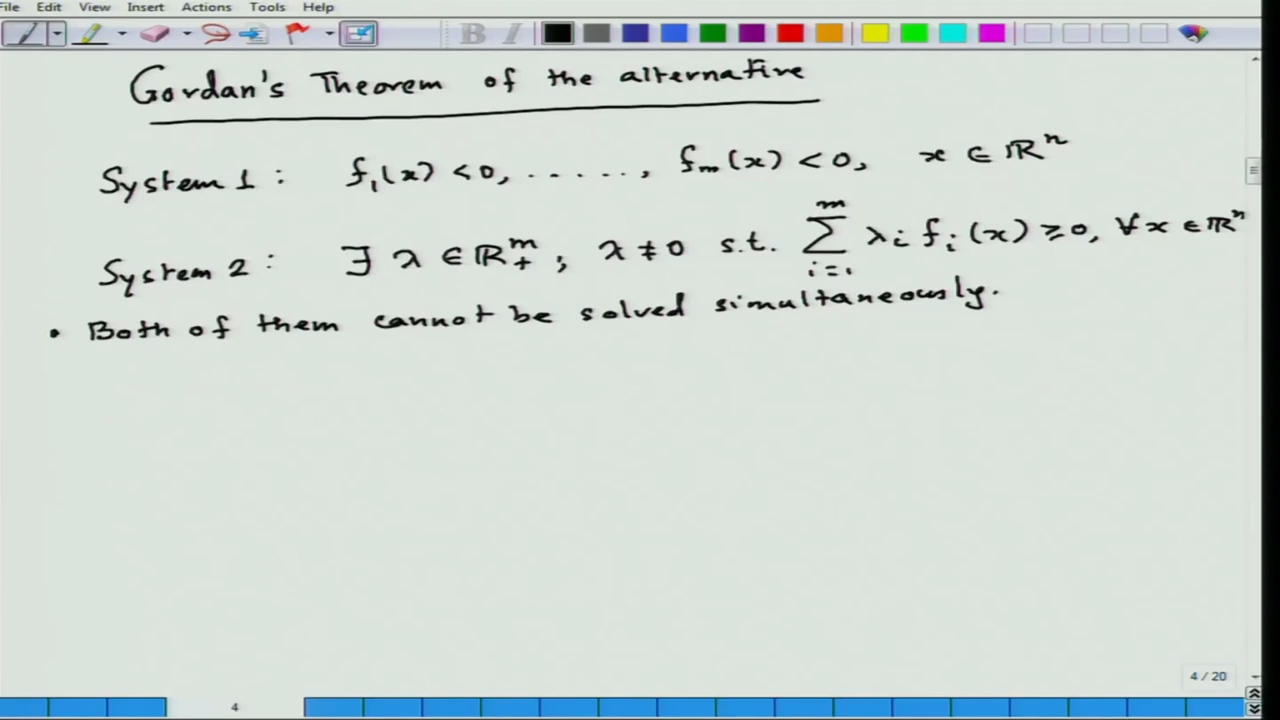 File Edit View Insert Actions Tools Help
B I
Gordan's Theorem of the alternative
System 1 : f₁(x) < 0, ......, fₘ(x) < 0, x ∈ ℝⁿ
System 2 : ∃ λ ∈ ℝ₊ᵐ, λ ≠ 0 s.t. ∑_{i=1}^{m} λᵢ fᵢ(x) ≥ 0, ∀x ∈ ℝⁿ
• Both of them cannot be solved simultaneously.
4 / 20
4